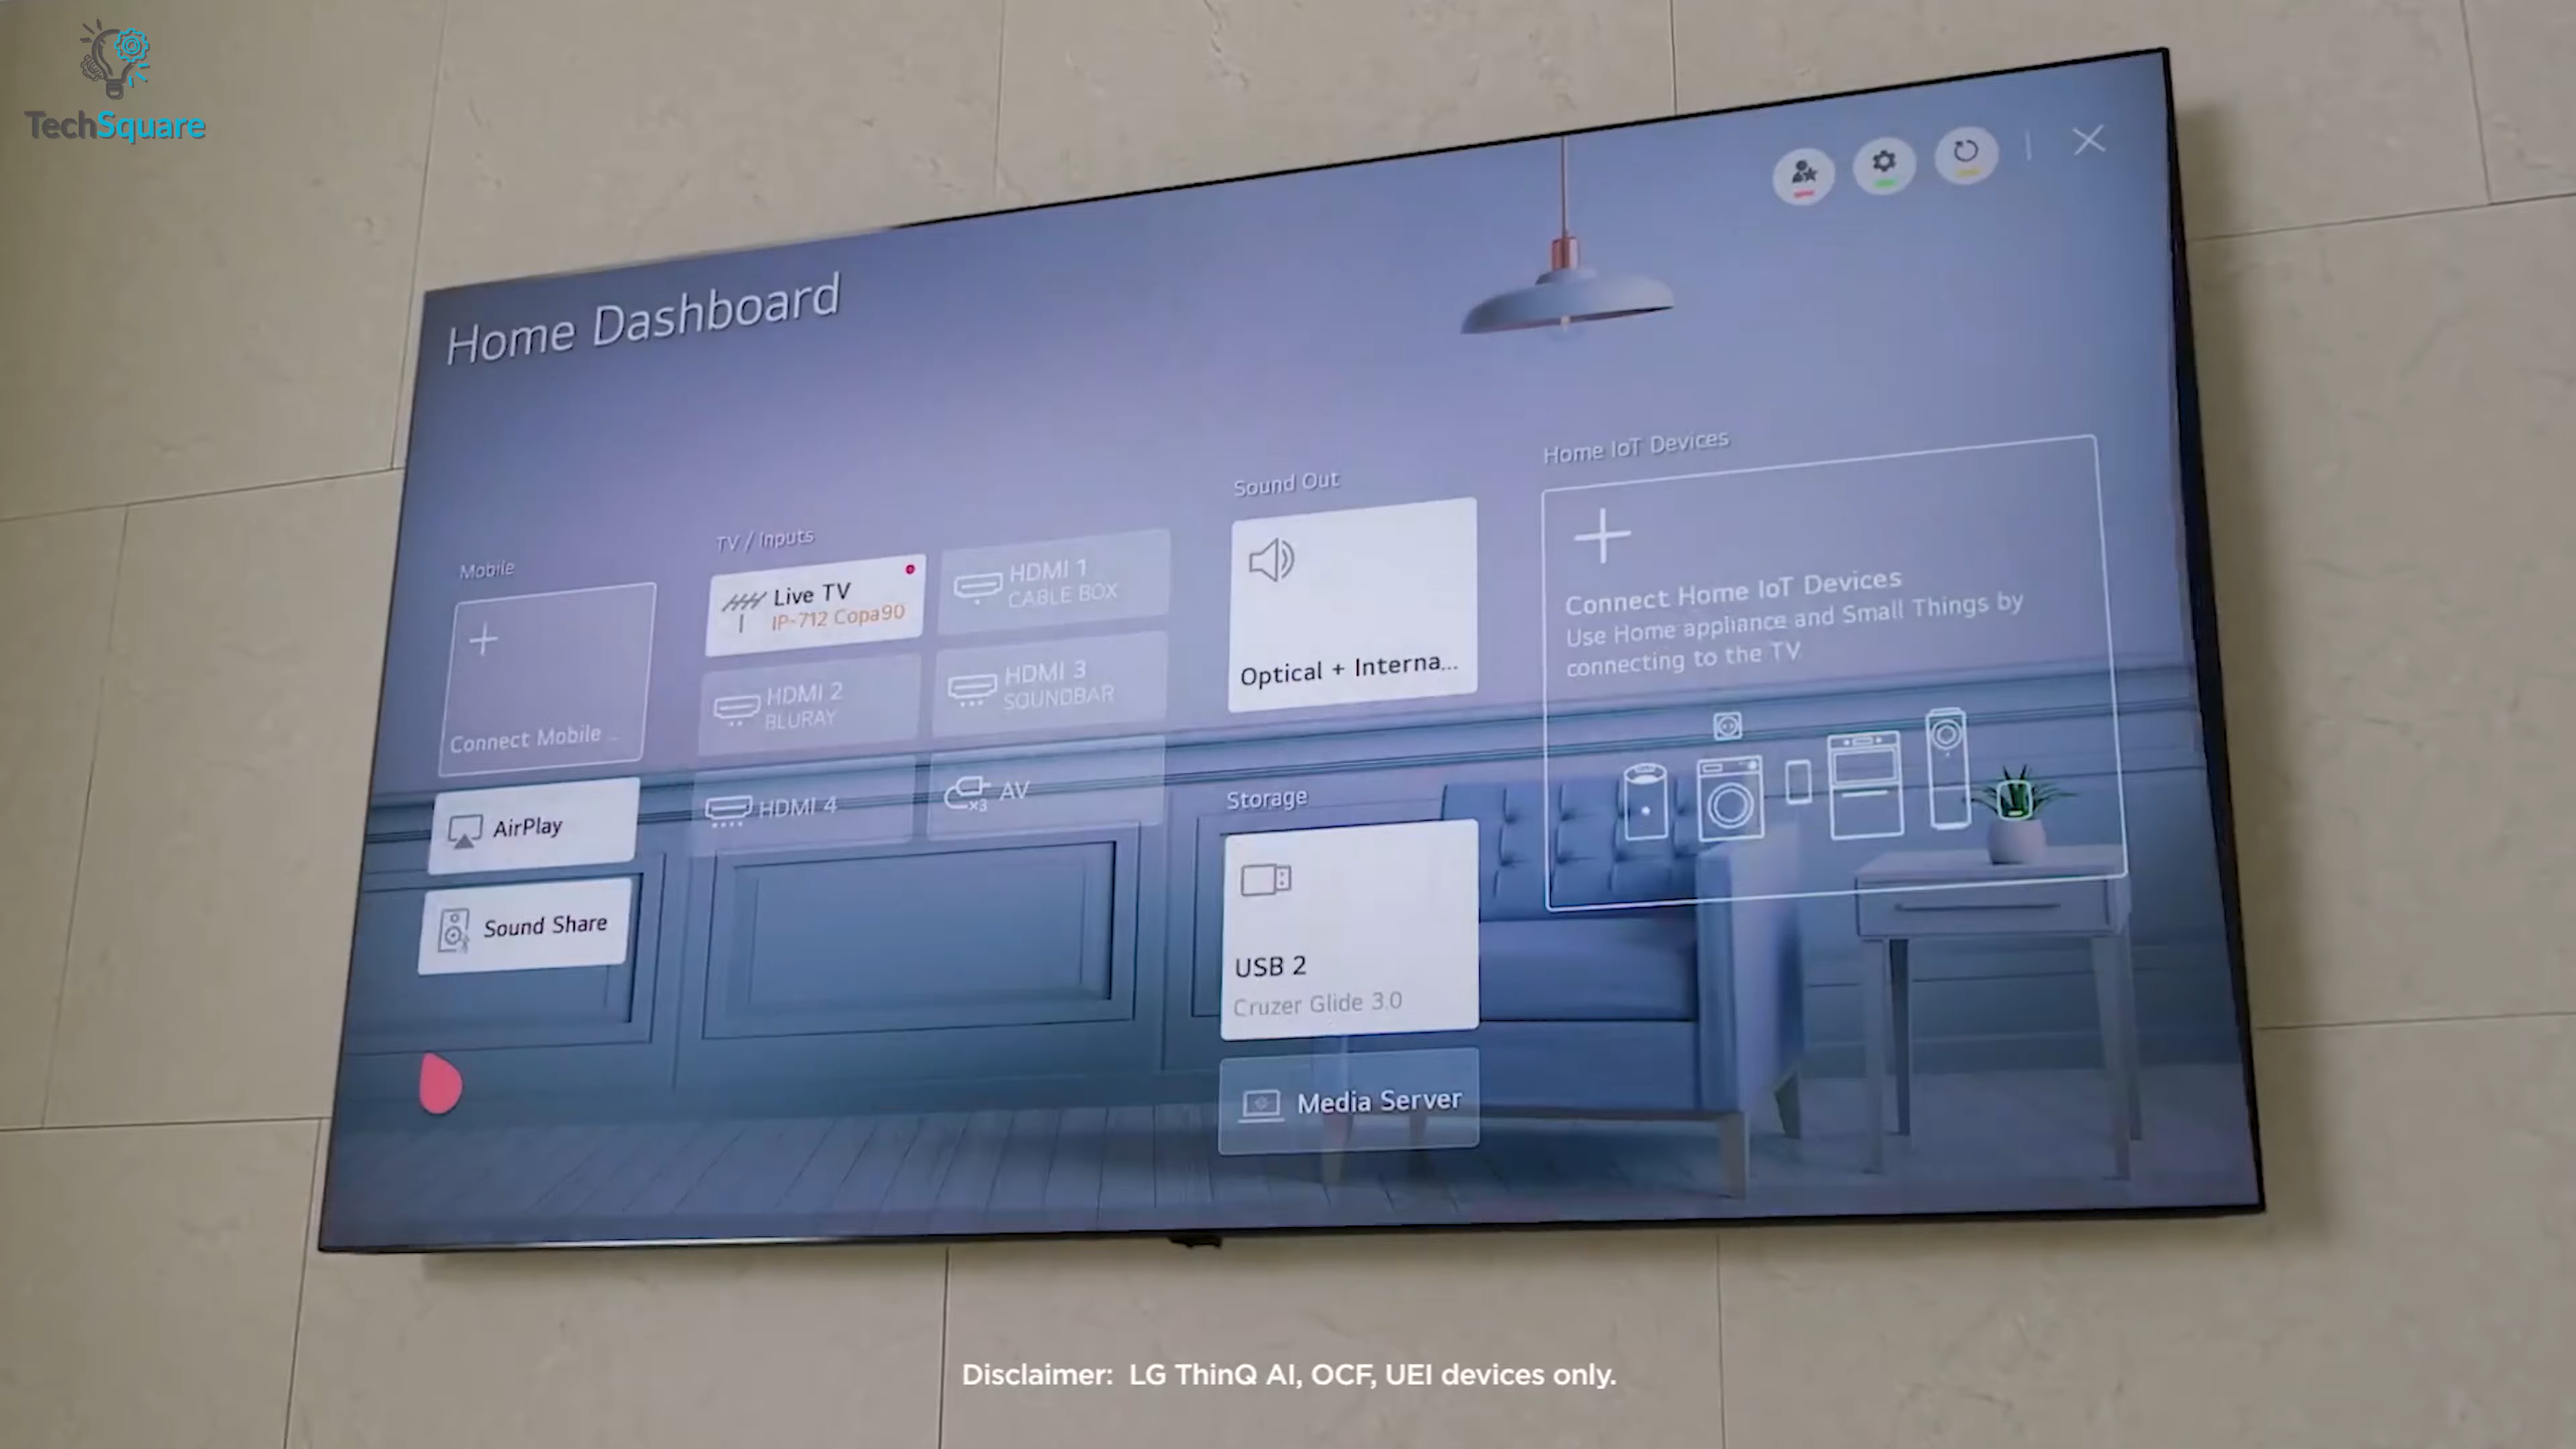 TechSquare
Home Dashboard
Mobile
Connect Mobile ...
AirPlay
Sound Share
TV / Inputs
Live TV
IP-712 Copa90
HDMI 1
CABLE BOX
HDMI 2
BLURAY
HDMI 3
SOUNDBAR
HDMI 4
x3 AV
Sound Out
Optical + Interna...
Storage
USB 2
Cruzer Glide 3.0
Media Server
Home IoT Devices
Connect Home IoT Devices
Use Home appliance and Small Things by
connecting to the TV
Disclaimer: LG ThinQ AI, OCF, UEI devices only.